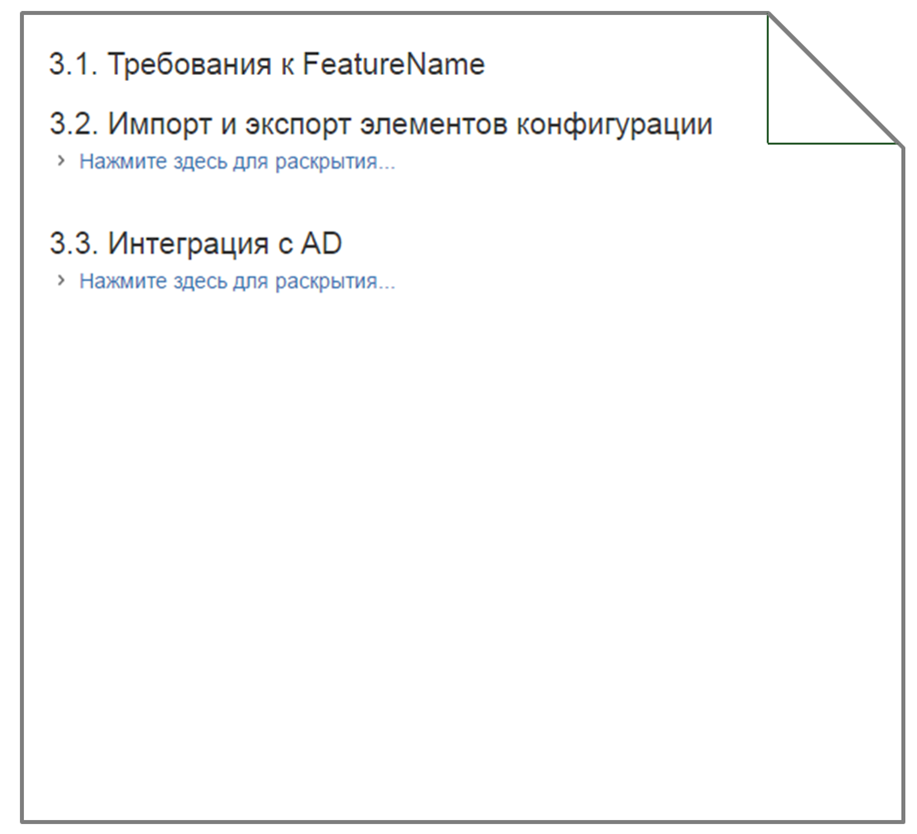 3.1. Требования к FeatureName
3.2. Импорт и экспорт элементов конфигурации
Нажмите здесь для раскрытия...
3.3. Интеграция с AD
Нажмите здесь для раскрытия...